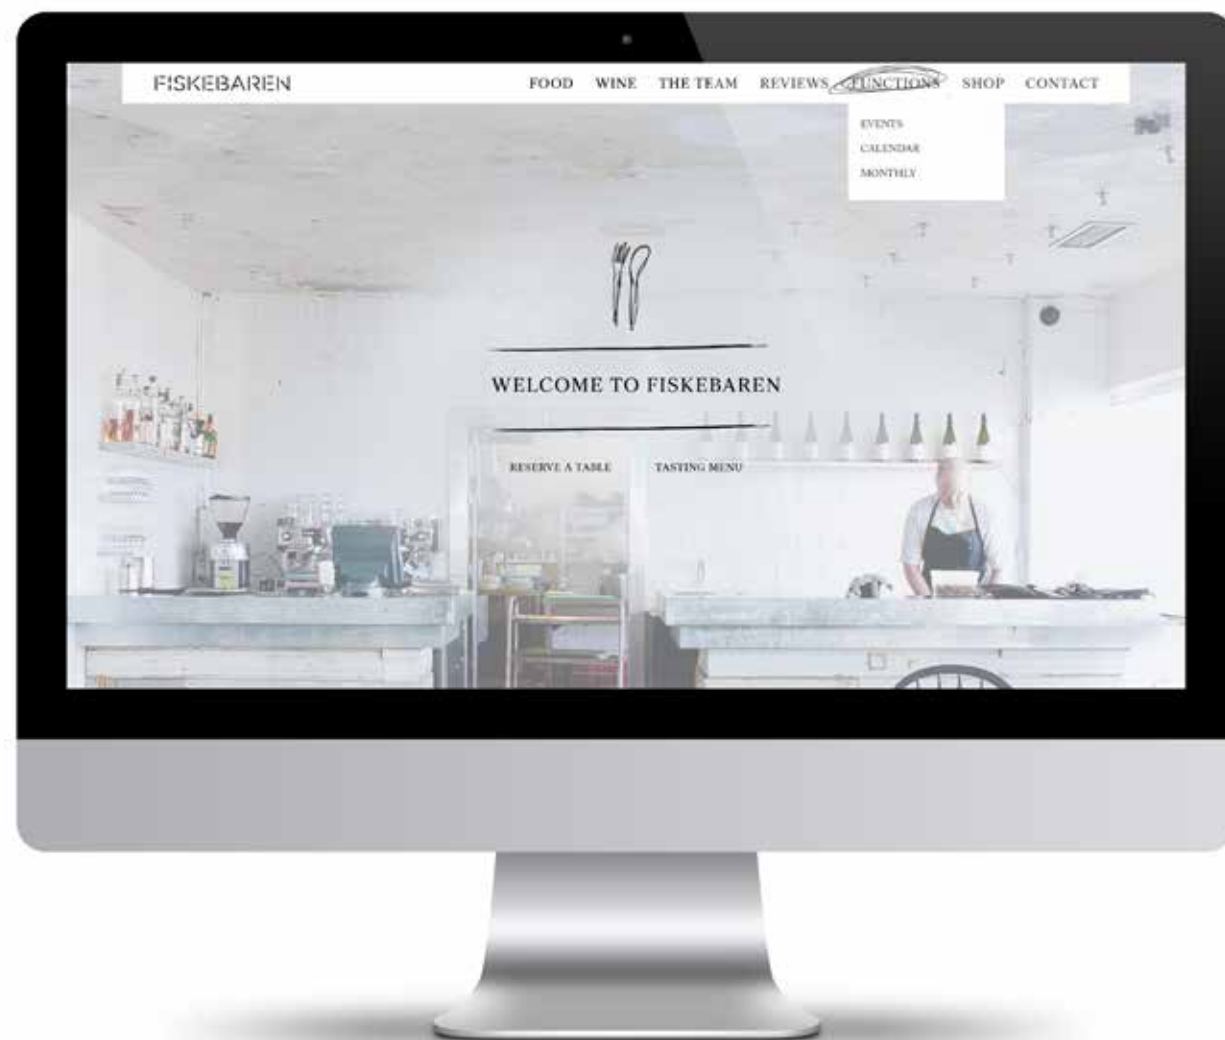 FISKEBAREN FOOD WINE THE TEAM REVIEWS FUNCTIONS SHOP CONTACT
EVENTS
CALENDAR
MONTHLY
WELCOME TO FISKEBAREN
RESERVE A TABLE TASTING MENU